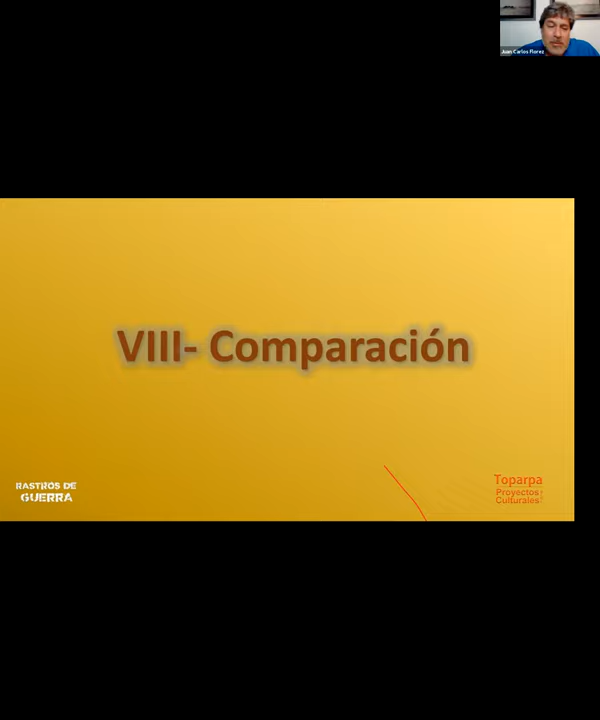 Juan Carlos Florez
VIII- Comparación
RASTROS DE
GUERRA
Toparpa
Proyectos
Culturales